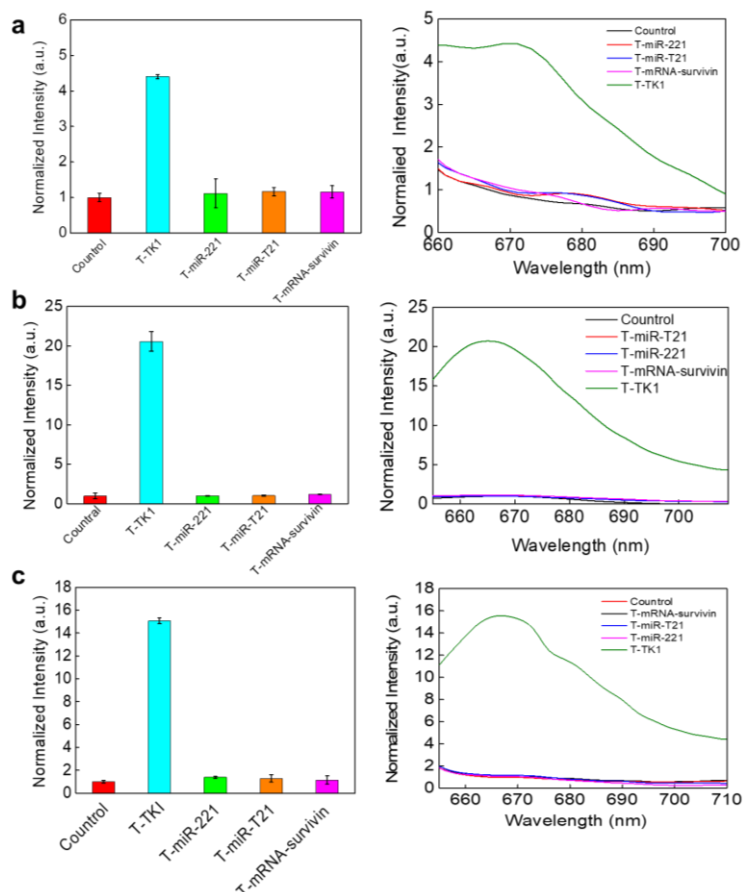 a
Normalized Intensity (a.u.)
6
5
4
3
2
1
0
Countrol
T-TK1
T-miR-221
T-miR-T21
T-mRNA-survivin
Normalied Intensity(a.u.)
5
4
3
2
1
0
660
670
680
690
700
Wavelength (nm)
Countrol
T-miR-221
T-miR-T21
T-mRNA-survivin
T-TK1
b
Normalized Intensity (a.u.)
25
20
15
10
5
0
Countral
T-TK1
T-miR-221
T-miR-T21
T-mRNA-survivin
Normalized Intensity (a.u.)
25
20
15
10
5
0
660
670
680
690
700
Wavelength (nm)
Countrol
T-miR-T21
T-miR-221
T-mRNA-survivin
T-TK1
c
Normalized Intensity (a.u.)
18
16
14
12
10
8
6
4
2
0
Countrol
T-TKI
T-miR-221
T-miR-T21
T-mRNA-survivin
Normalized Intensity (a.u.)
18
16
14
12
10
8
6
4
2
0
660
670
680
690
700
710
Wavelength (nm)
Countrol
T-mRNA-survivin
T-miR-T21
T-miR-221
T-TK1